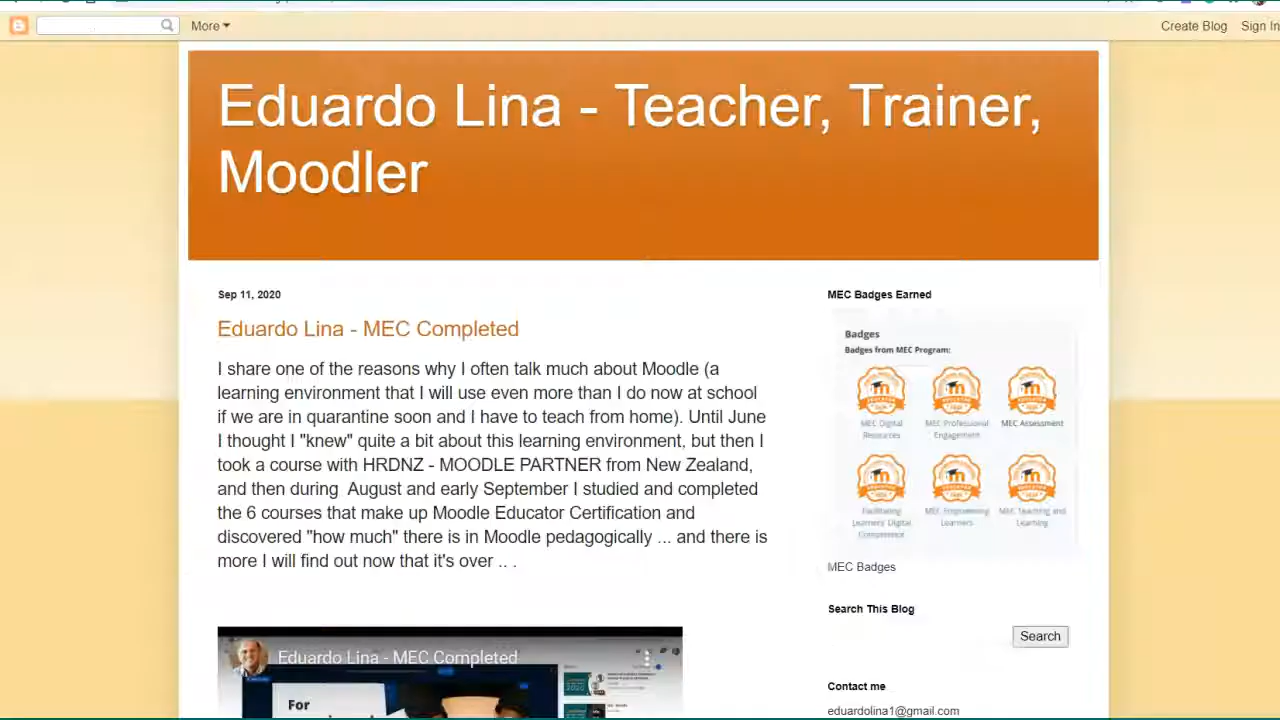 More
Create Blog
Sign In
Eduardo Lina - Teacher, Trainer,
Moodler
Sep 11, 2020
Eduardo Lina - MEC Completed
I share one of the reasons why I often talk much about Moodle (a
learning environment that I will use even more than I do now at school
if we are in quarantine soon and I have to teach from home). Until June
I thought I "knew" quite a bit about this learning environment, but then I
took a course with HRDNZ - MOODLE PARTNER from New Zealand,
and then during  August and early September I studied and completed
the 6 courses that make up Moodle Educator Certification and
discovered "how much" there is in Moodle pedagogically ... and there is
more I will find out now that it's over .. .
Eduardo Lina - MEC Completed
For
MEC Badges Earned
Badges
Badges from MEC Program:
MEC Digital
Resources
MEC Professional
Engagement
MEC Assessment
Facilitating
Learners' Digital
Competence
MEC Empowering
Learners
MEC Teaching and
Learning
MEC Badges
Search This Blog
Search
Contact me
eduardolina1@gmail.com